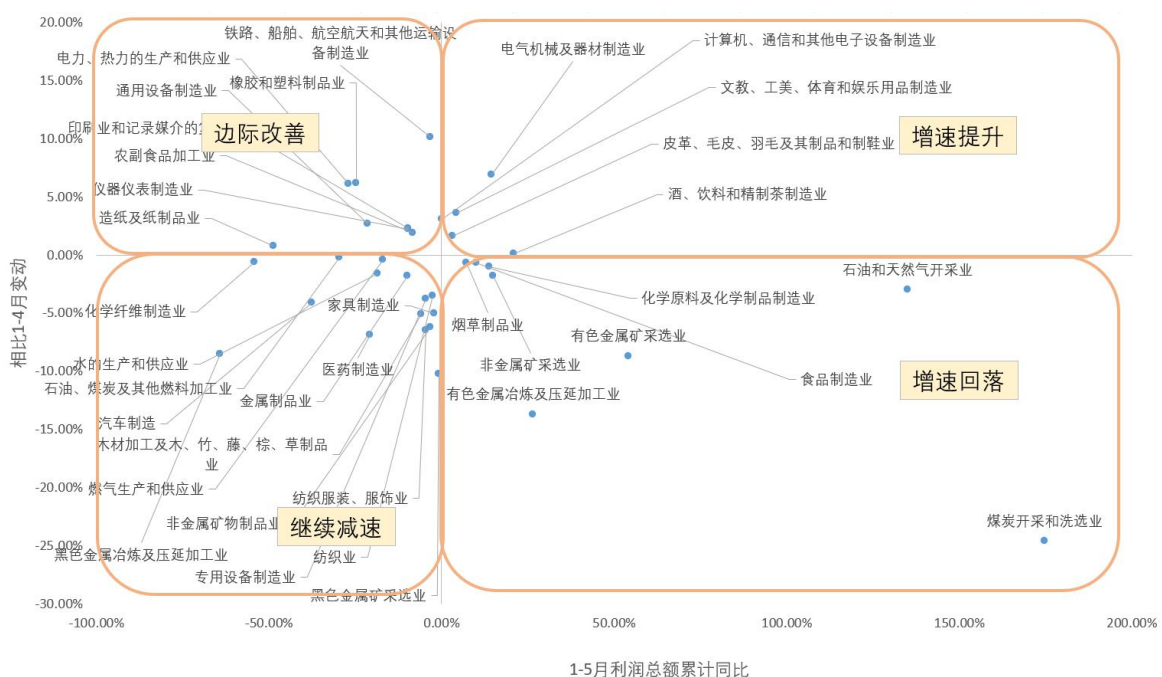 20.00%
铁路、船舶、航空航天和其他运输设
备制造业
电气机械及器材制造业
计算机、通信和其他电子设备制造业
电力、热力的生产和供应业
15.00%
橡胶和塑料制品业
通用设备制造业
文教、工美、体育和娱乐用品制造业
印刷业和记录媒介的
10.00%
边际改善
增速提升
皮革、毛皮、羽毛及其制品和制鞋业
农副食品加工业
仪器仪表制造业
5.00%
酒、饮料和精制茶制造业
造纸及纸制品业
0.00%
石油和天然气开采业
化学原料及化学制品制造业
家具制造业
化学纤维制造业
-5.00%
烟草制品业
有色金属矿采选业
水的生产和供应业
医药制造业
非金属矿采选业
-10.00%
食品制造业
增速回落
石油、煤炭及其他燃料加工业
金属制品业
有色金属冶炼及压延加工业
汽车制造
-15.00%
木材加工及木、竹、藤、棕、草制品
业
燃气生产和供应业
-20.00%
纺织服装、服饰业
非金属矿物制品业
继续减速
煤炭开采和洗选业
黑色金属冶炼及压延加工业
-25.00%
纺织业
专用设备制造业
黑色金属矿采选业
-30.00%
-100.00%
-50.00%
0.00%
50.00%
100.00%
150.00%
200.00%
相比1-4月变动
1-5月利润总额累计同比